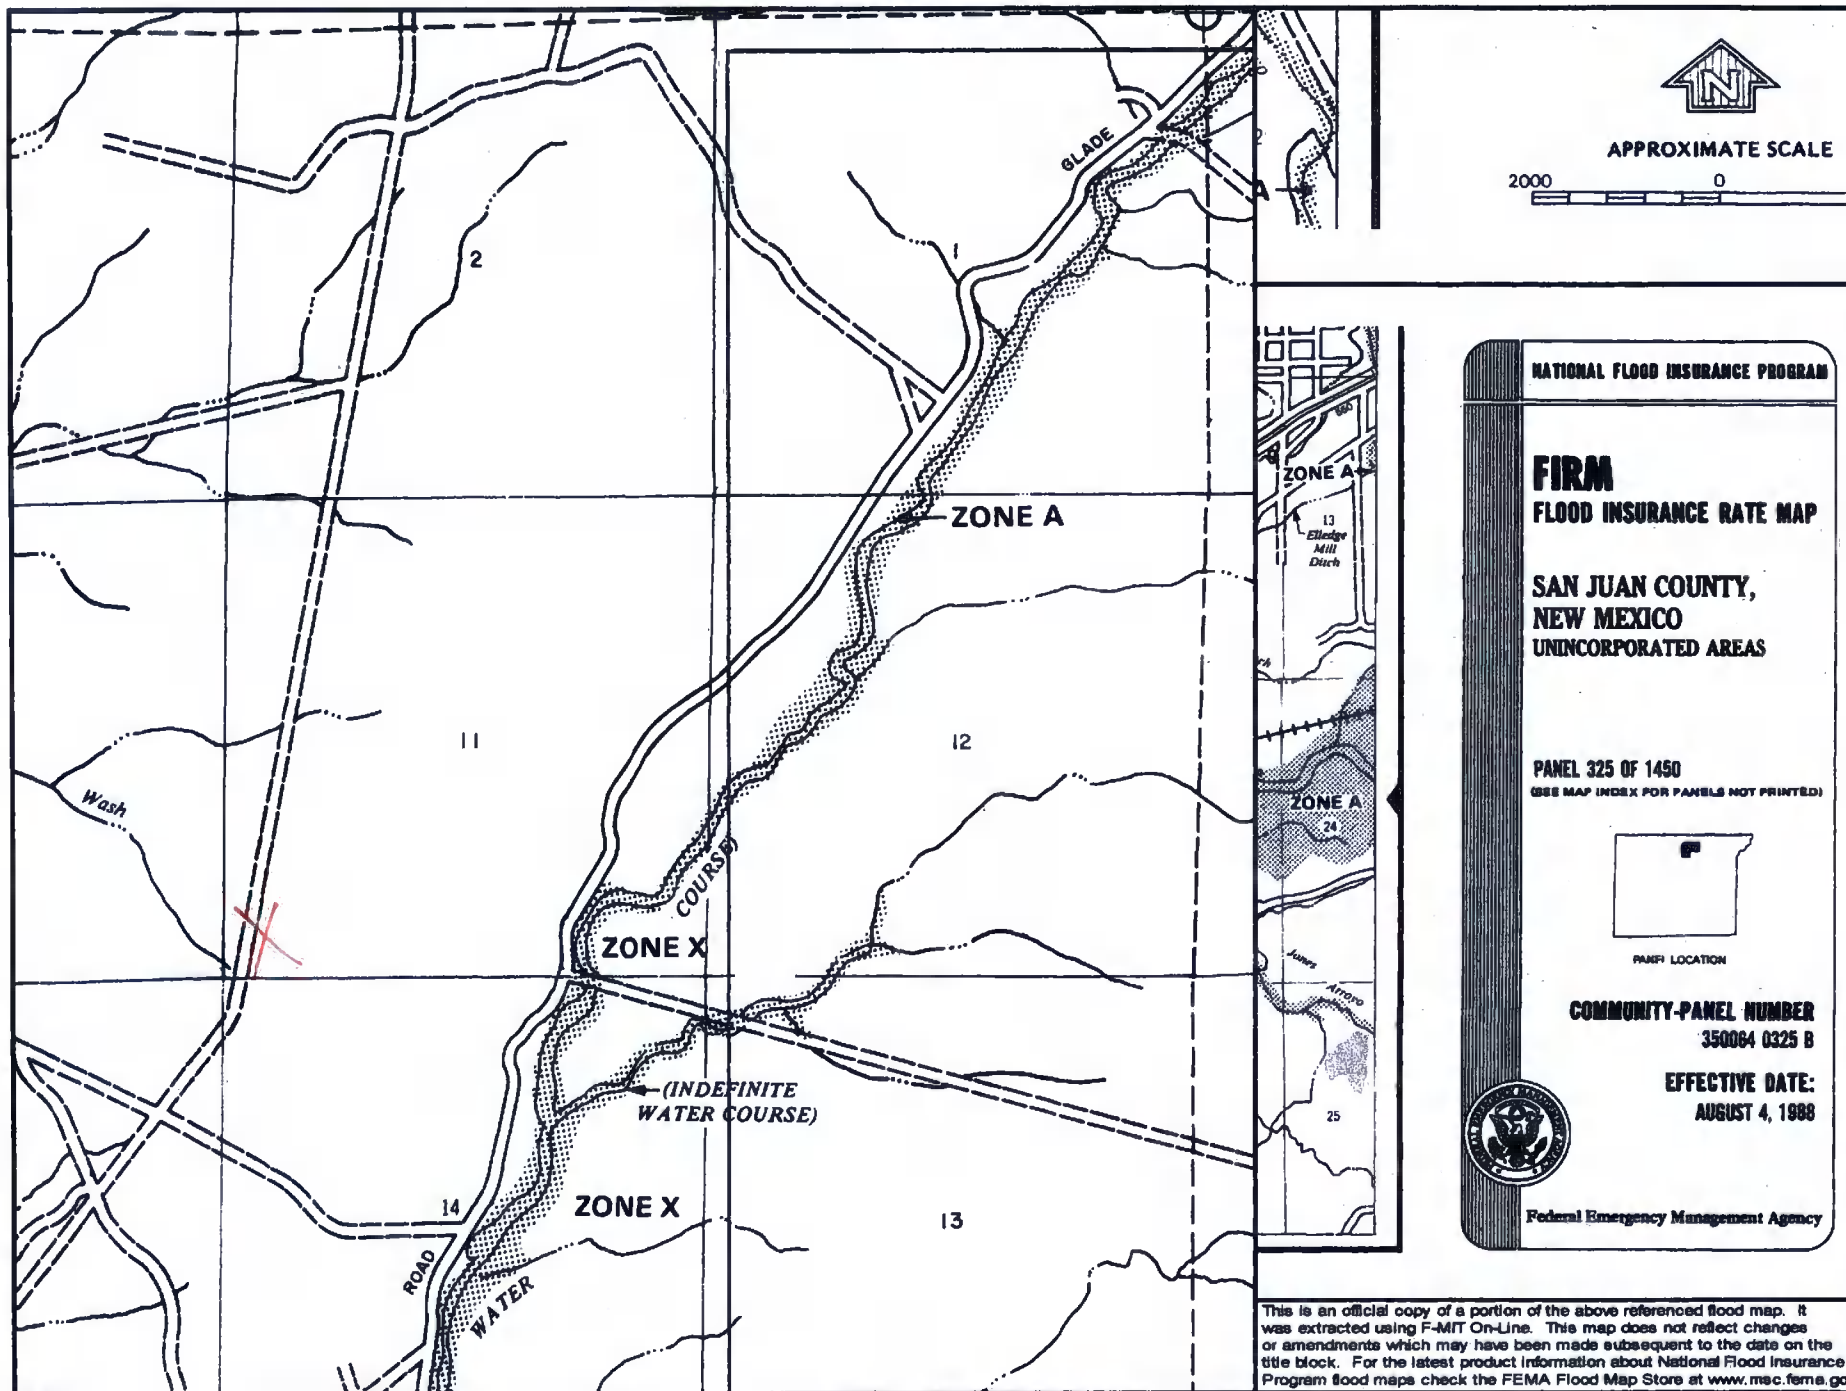 GLADE
2
1
ZONE A
11
12
Wash
COURSE)
ZONE X
(INDEFINITE
WATER COURSE)
14
ZONE X
13
ROAD
WATER
A
ZONE A
13
Elledge
Mill
Ditch
ZONE A
24
Arroyo
25
N
APPROXIMATE SCALE
2000 0
NATIONAL FLOOD INSURANCE PROGRAM
FIRM
FLOOD INSURANCE RATE MAP
SAN JUAN COUNTY,
NEW MEXICO
UNINCORPORATED AREAS
PANEL 325 OF 1450
(SEE MAP INDEX FOR PANELS NOT PRINTED)
PANEL LOCATION
COMMUNITY-PANEL NUMBER
350064 0325 B
EFFECTIVE DATE:
AUGUST 4, 1988
Federal Emergency Management Agency
This is an official copy of a portion of the above referenced flood map. It
was extracted using F-MIT On-Line. This map does not reflect changes
or amendments which may have been made subsequent to the date on the
title block. For the latest product information about National Flood Insurance
Program flood maps check the FEMA Flood Map Store at www.msc.fema.go